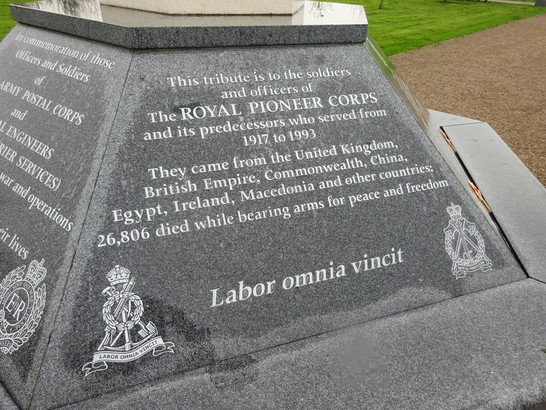 In commemoration of those
Officers and Soldiers
of
ARMY POSTAL CORPS
and
ENGINEERS
SERVICES)
war and operations
lives
This tribute is to the soldiers
and officers of
The ROYAL PIONEER CORPS
and its predecessors who served from
1917 to 1993
They came from the United Kingdom,
British Empire, Commonwealth, China,
Egypt, Ireland, Macedonia and other countries;
26,806 died while bearing arms for peace and freedom
Labor omnia vincit
LABOR OMNIA VINCIT